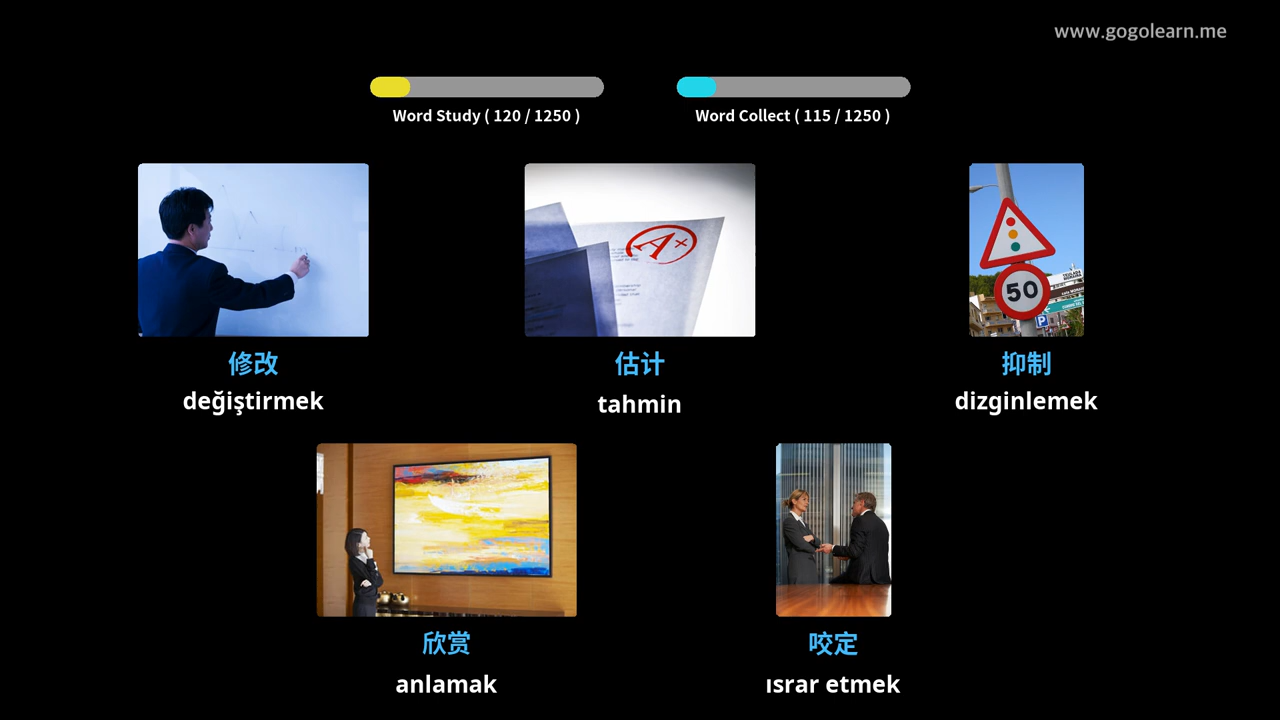 www.gogolearn.me
Word Study ( 120 / 1250 )
Word Collect ( 115 / 1250 )
A+
50
P
修改
估计
抑制
değiştirmek
tahmin
dizginlemek
欣赏
咬定
anlamak
ısrar etmek